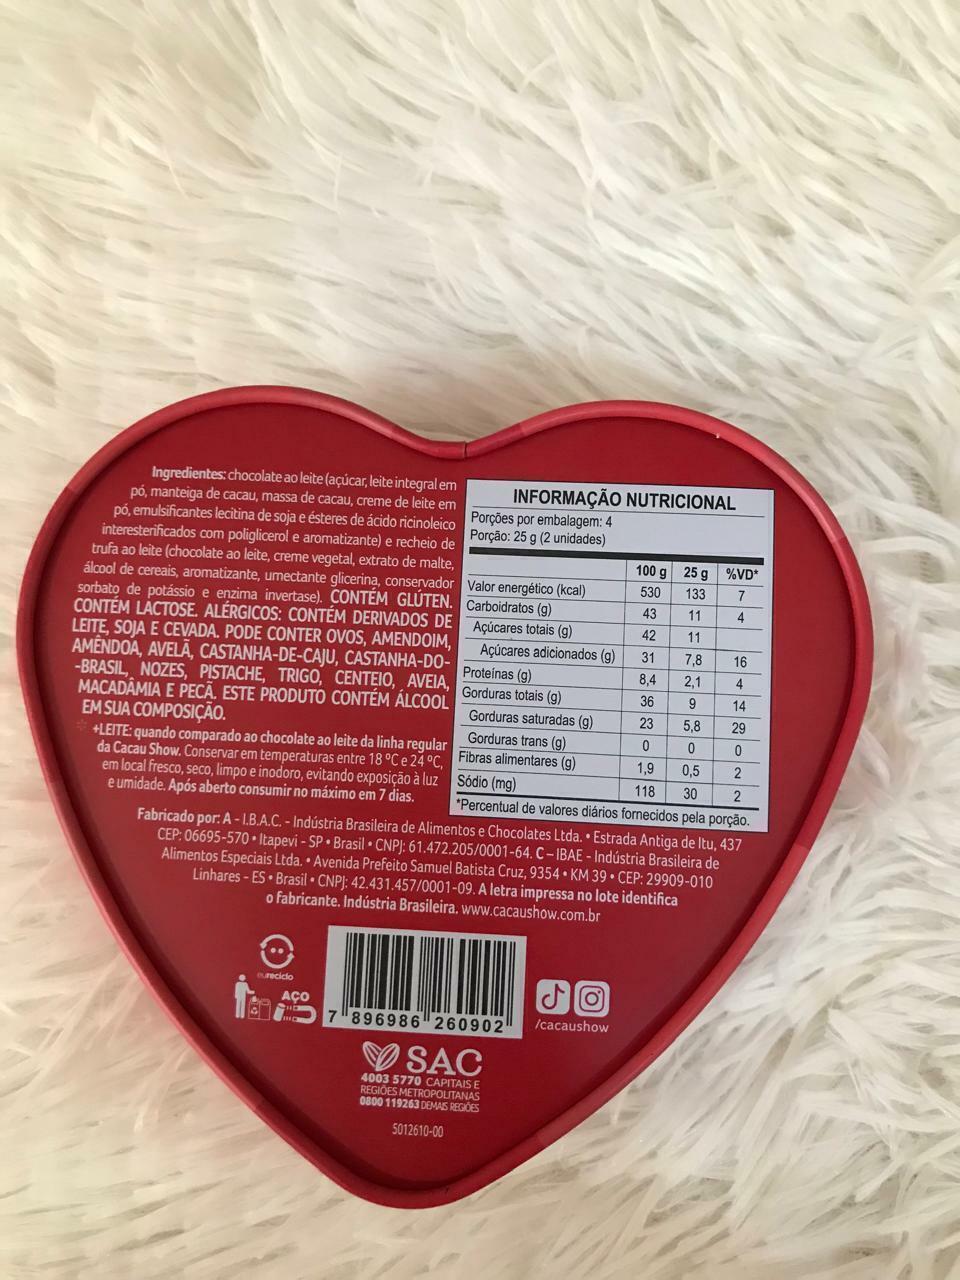 Ingredientes: chocolate ao leite (açúcar, leite integral em
pó, manteiga de cacau, massa de cacau, creme de leite em
pó, emulsificantes lecitina de soja e ésteres de ácido ricinoleico
interesterificados com poliglicerol e aromatizante) e recheio de
trufa ao leite (chocolate ao leite, creme vegetal, extrato de malte,
álcool de cereais, aromatizante, umectante glicerina, conservador
sorbato de potássio e enzima invertase). CONTÉM GLÚTEN.
CONTÉM LACTOSE. ALÉRGICOS: CONTÉM DERIVADOS DE
LEITE, SOJA E CEVADA. PODE CONTER OVOS, AMENDOIM,
AMÊNDOA, AVELÃ, CASTANHA-DE-CAJU, CASTANHA-DO-
-BRASIL, NOZES, PISTACHE, TRIGO, CENTEIO, AVEIA,
MACADÂMIA E PECÃ. ESTE PRODUTO CONTÉM ÁLCOOL
EM SUA COMPOSIÇÃO.
+LEITE: quando comparado ao chocolate ao leite da linha regular
da Cacau Show. Conservar em temperaturas entre 18 ºC e 24 ºC,
em local fresco, seco, limpo e inodoro, evitando exposição à luz
e umidade. Após aberto consumir no máximo em 7 dias.
INFORMAÇÃO NUTRICIONAL
Porções por embalagem: 4
Porção: 25 g (2 unidades)
100 g 25 g %VD*
Valor energético (kcal) 530 133 7
Carboidratos (g) 43 11 4
Açúcares totais (g) 42 11
Açúcares adicionados (g) 31 7,8 16
Proteínas (g) 8,4 2,1 4
Gorduras totais (g) 36 9 14
Gorduras saturadas (g) 23 5,8 29
Gorduras trans (g) 0 0 0
Fibras alimentares (g) 1,9 0,5 2
Sódio (mg) 118 30 2
*Percentual de valores diários fornecidos pela porção.
Fabricado por: A - I.B.A.C. - Indústria Brasileira de Alimentos e Chocolates Ltda. • Estrada Antiga de Itu, 437
CEP: 06695-570 • Itapevi - SP • Brasil • CNPJ: 61.472.205/0001-64. C – IBAE - Indústria Brasileira de
Alimentos Especiais Ltda. • Avenida Prefeito Samuel Batista Cruz, 9354 • KM 39 • CEP: 29909-010
Linhares - ES • Brasil • CNPJ: 42.431.457/0001-09. A letra impressa no lote identifica
o fabricante. Indústria Brasileira. www.cacaushow.com.br
eureciclo
AÇO
7 896986 260902
/cacaushow
SAC
4003 5770 CAPITAIS E
REGIÕES METROPOLITANAS
0800 119263 DEMAIS REGIÕES
5012610-00